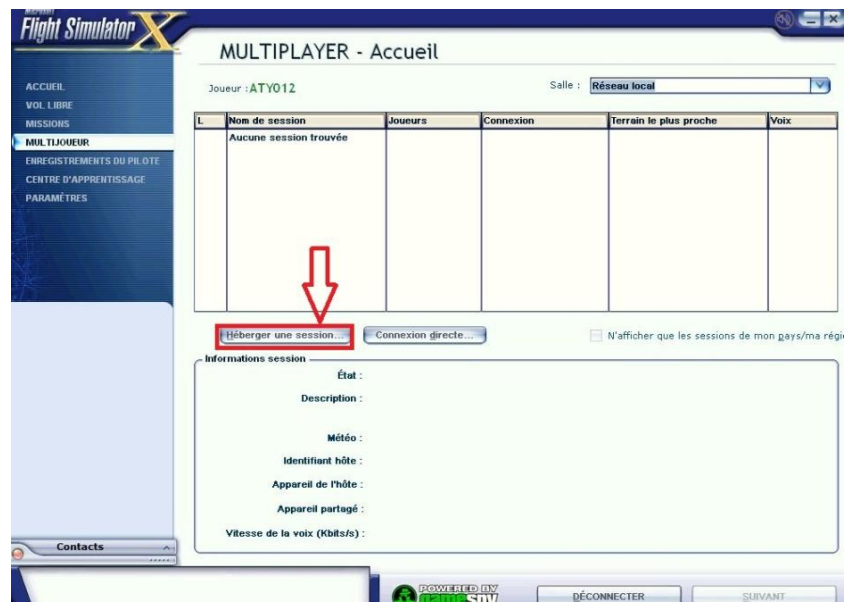 Microsoft
Flight Simulator X
MULTIPLAYER - Accueil
Joueur : ATY012
Salle : Réseau local
ACCUEIL
VOL LIBRE
MISSIONS
MULTIJOUEUR
ENREGISTREMENTS DU PILOTE
CENTRE D'APPRENTISSAGE
PARAMÈTRES
L Nom de session Joueurs Connexion Terrain le plus proche Voix
Aucune session trouvée
Héberger une session... Connexion directe... N'afficher que les sessions de mon pays/ma régi
Informations session
État :
Description :
Météo :
Identifiant hôte :
Appareil de l'hôte :
Appareil partagé :
Vitesse de la voix (Kbits/s) :
Contacts
POWERED BY
gamespy
DÉCONNECTER SUIVANT